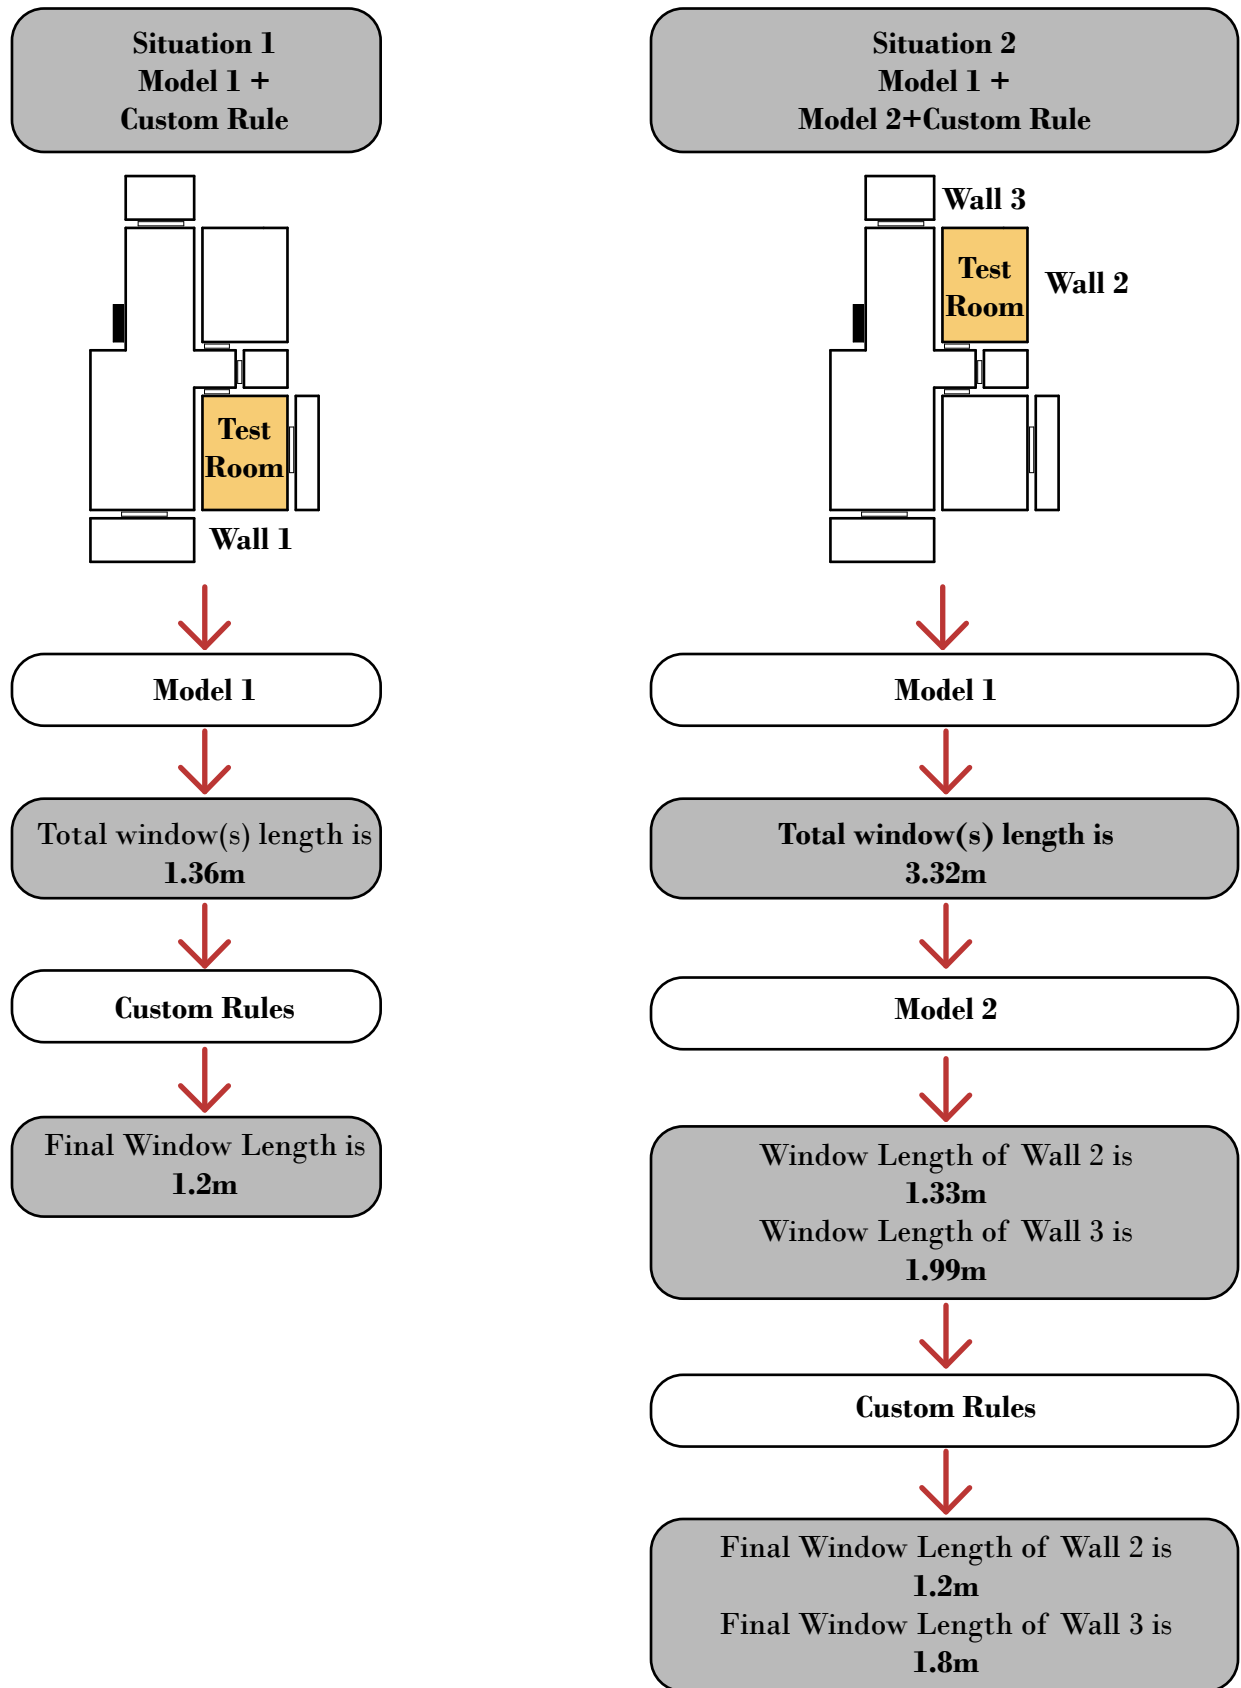 Situation 1
Model 1 +
Custom Rule
Test
Room
Wall 1
Model 1
Total window(s) length is
1.36m
Custom Rules
Final Window Length is
1.2m
Situation 2
Model 1 +
Model 2+Custom Rule
Wall 3
Test
Room
Wall 2
Model 1
Total window(s) length is
3.32m
Model 2
Window Length of Wall 2 is
1.33m
Window Length of Wall 3 is
1.99m
Custom Rules
Final Window Length of Wall 2 is
1.2m
Final Window Length of Wall 3 is
1.8m